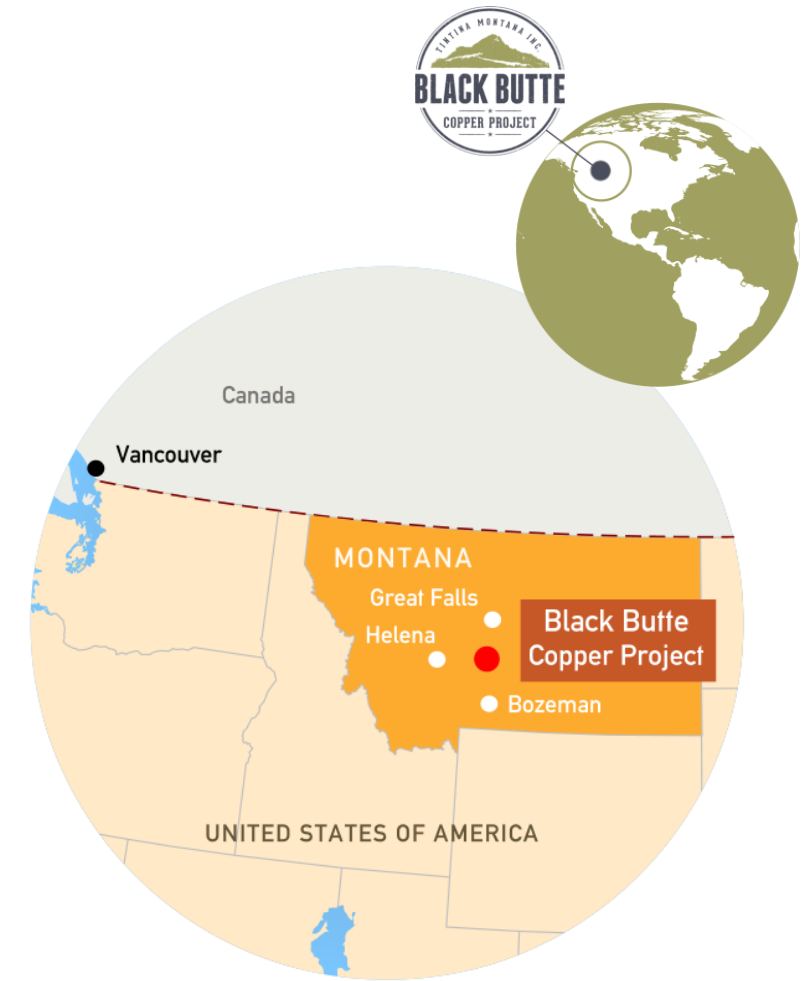 TINTINA MONTANA INC.
BLACK BUTTE
COPPER PROJECT
Canada
Vancouver
MONTANA
Great Falls
Helena
Black Butte
Copper Project
Bozeman
UNITED STATES OF AMERICA